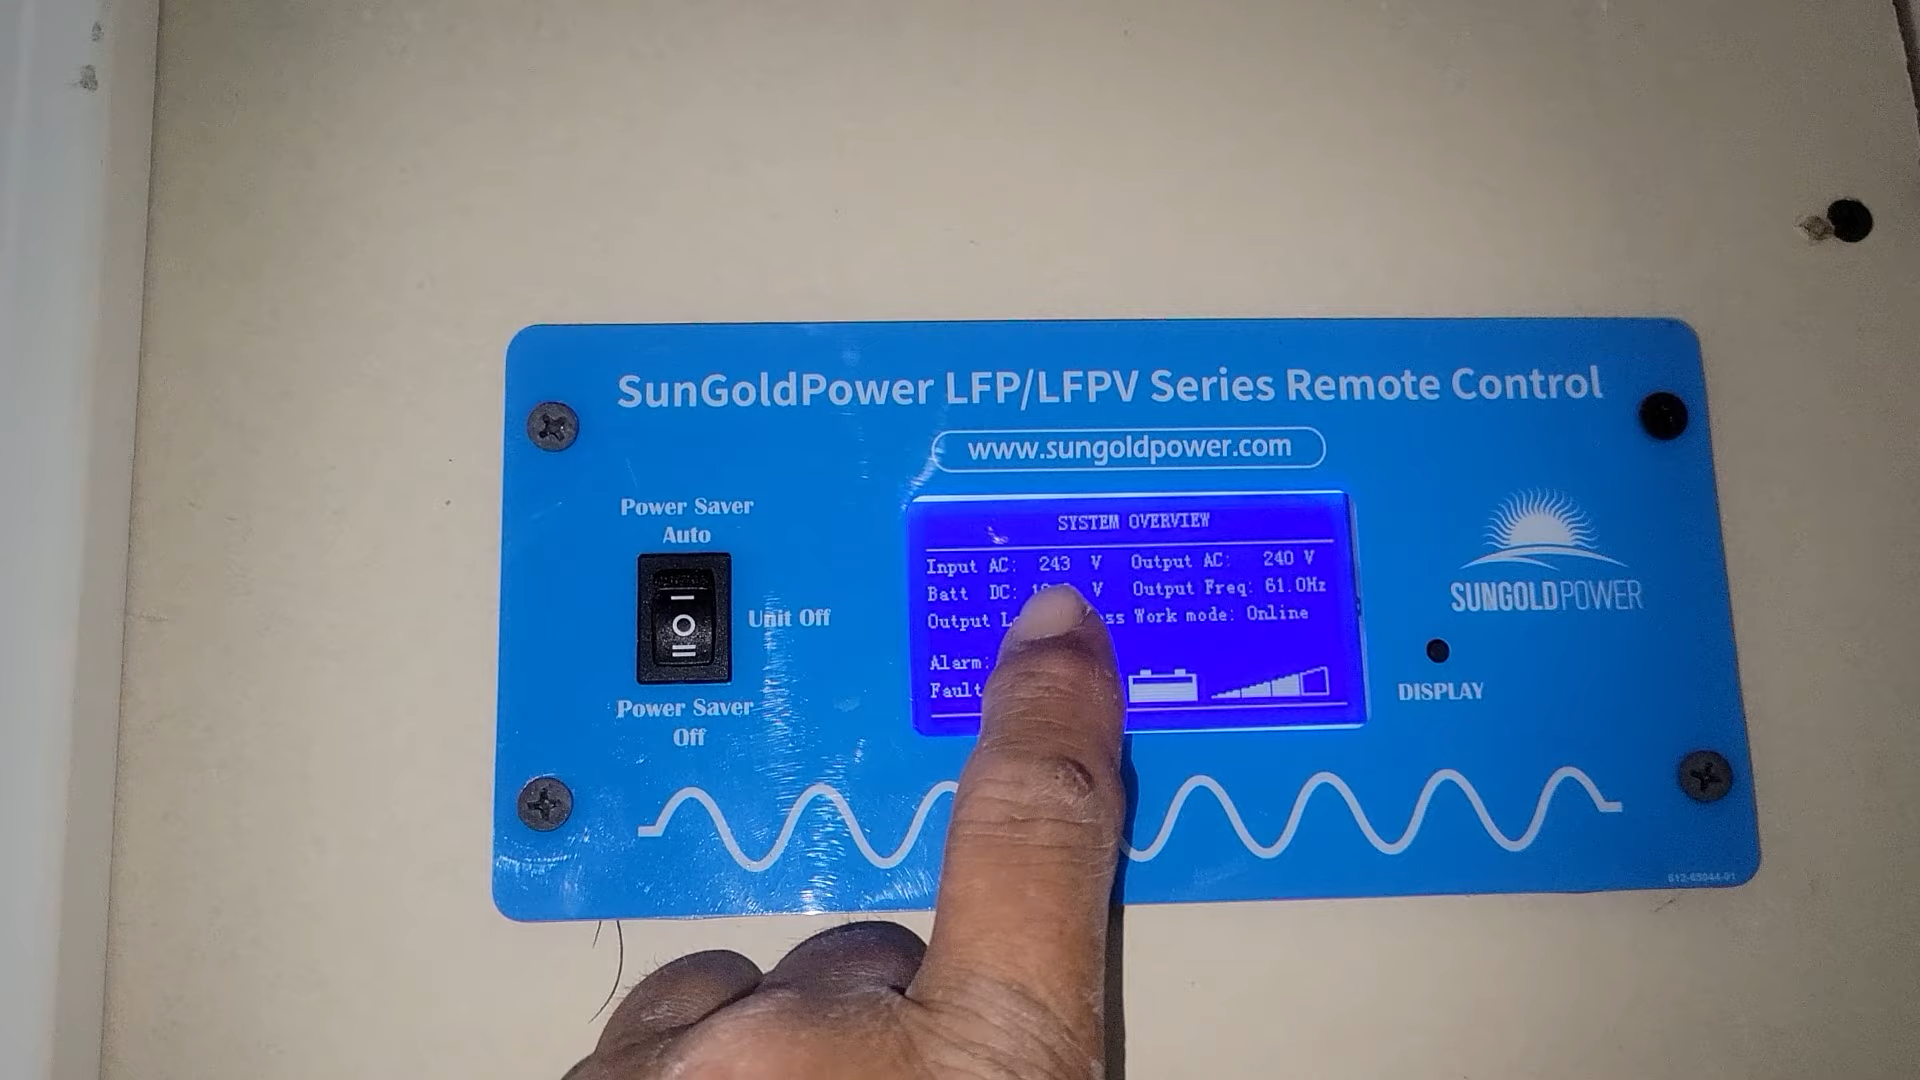 SunGoldPower LFP/LFPV Series Remote Control
www.sungoldpower.com
Power Saver
Auto
Unit Off
Power Saver
Off
SYSTEM OVERVIEW
Input AC: 243 V Output AC: 240 V
Batt DC: V Output Freq: 61.0Hz
Output Work mode: Online
Alarm:
Fault
SUNGOLDPOWER
DISPLAY